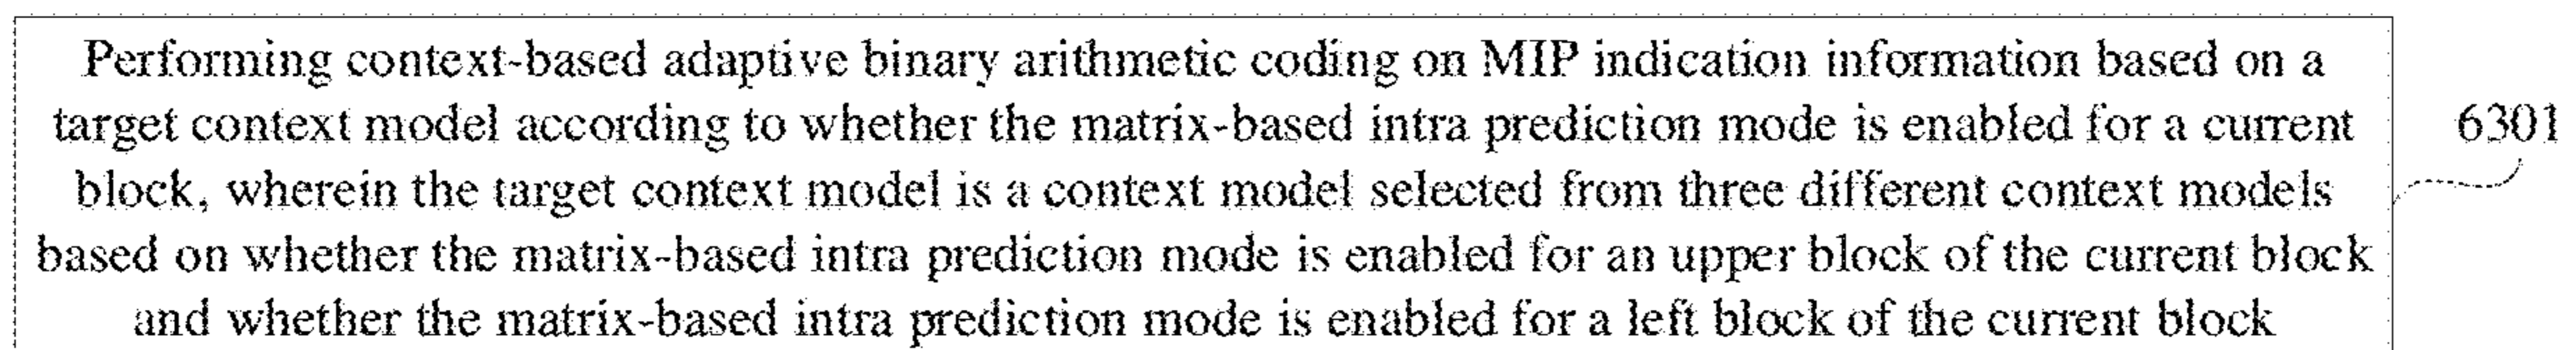 Performing context-based adaptive binary arithmetic coding on MIP indication information based on a
target context model according to whether the matrix-based intra prediction mode is enabled for a current
block, wherein the target context model is a context model selected from three different context models
based on whether the matrix-based intra prediction mode is enabled for an upper block of the current block
and whether the matrix-based intra prediction mode is enabled for a left block of the current block
6301